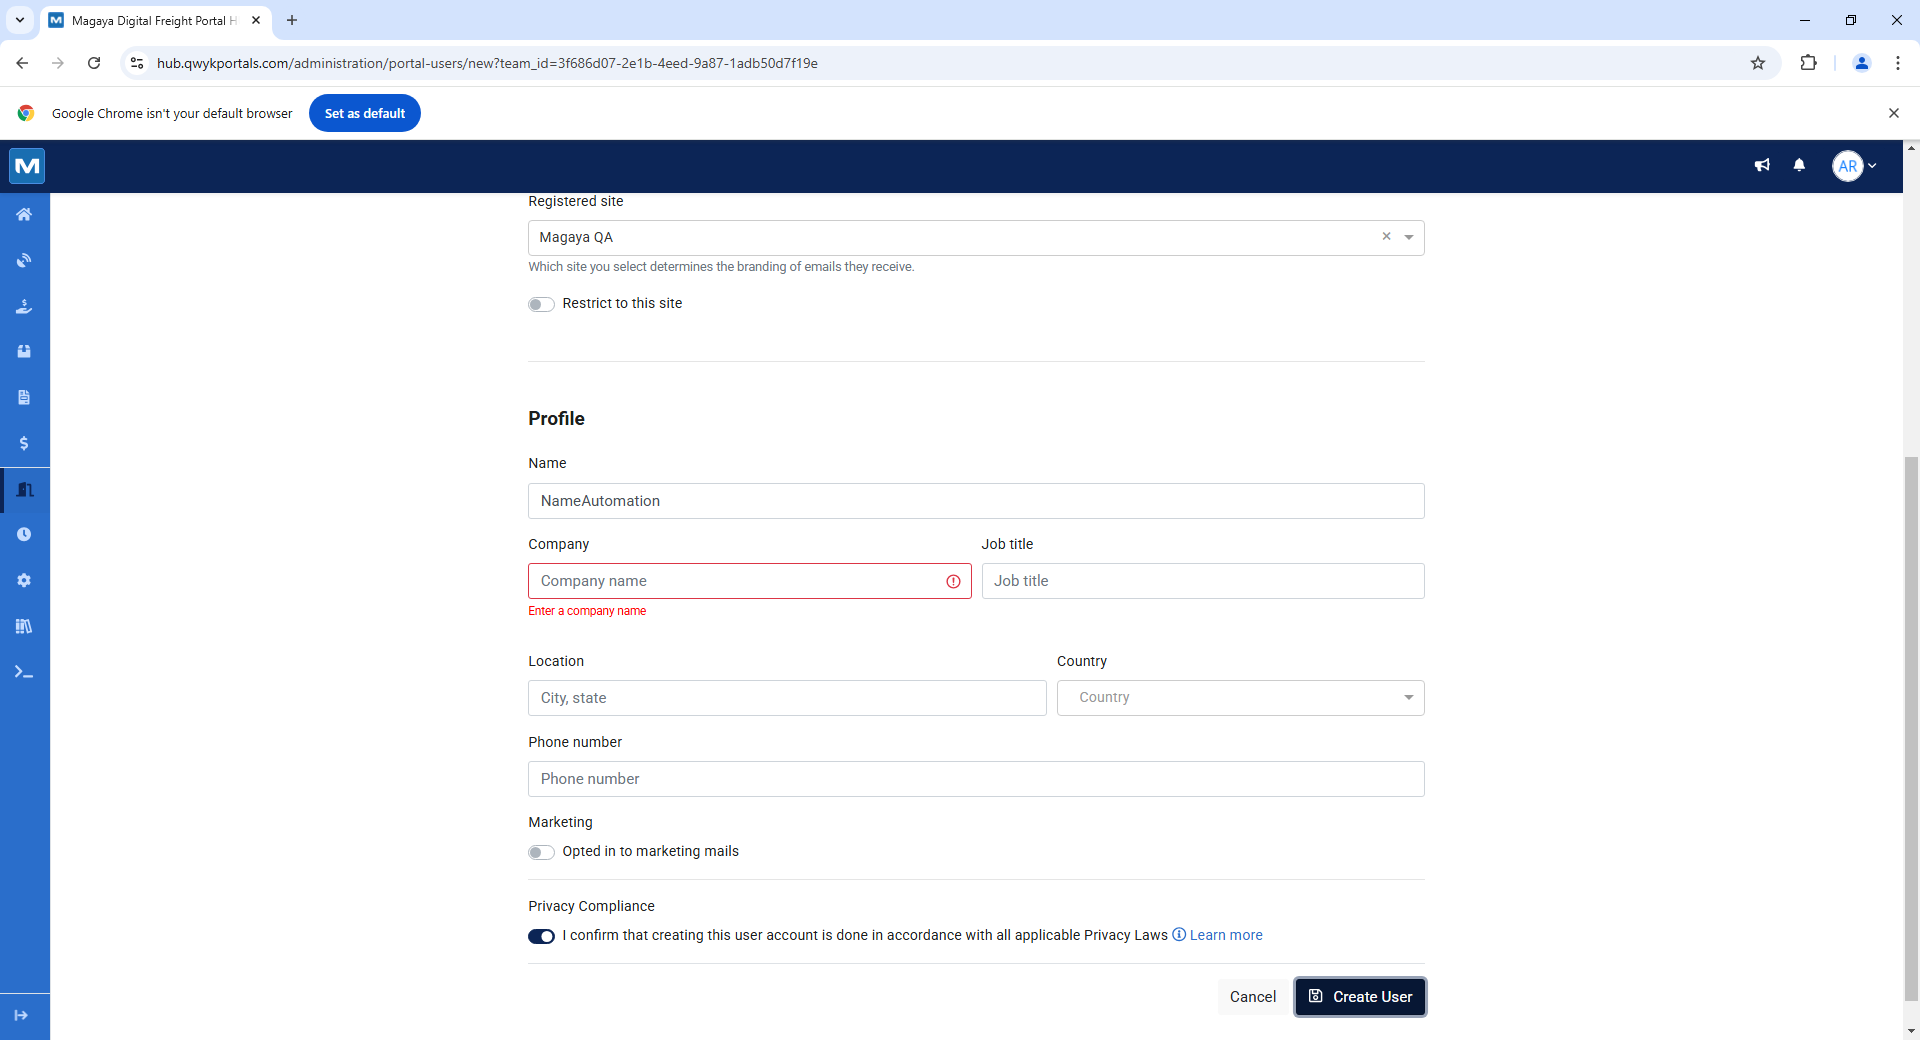 Magaya Digital Freight Portal H
hub.qwykportals.com/administration/portal-users/new?team_id=3f686d07-2e1b-4eed-9a87-1adb50d7f19e
Google Chrome isn't your default browser
Set as default
M
AR
Registered site
Magaya QA
Which site you select determines the branding of emails they receive.
Restrict to this site
Profile
Name
NameAutomation
Company
Job title
Company name
Job title
Enter a company name
Location
Country
City, state
Country
Phone number
Phone number
Marketing
Opted in to marketing mails
Privacy Compliance
I confirm that creating this user account is done in accordance with all applicable Privacy Laws Learn more
Cancel
Create User